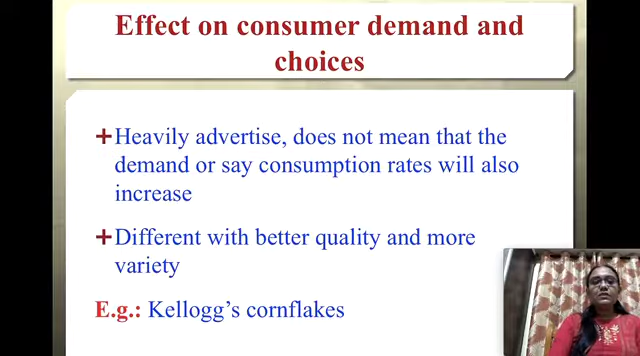 Effect on consumer demand and
choices
+Heavily advertise, does not mean that the
demand or say consumption rates will also
increase
+Different with better quality and more
variety
E.g.: Kellogg's cornflakes